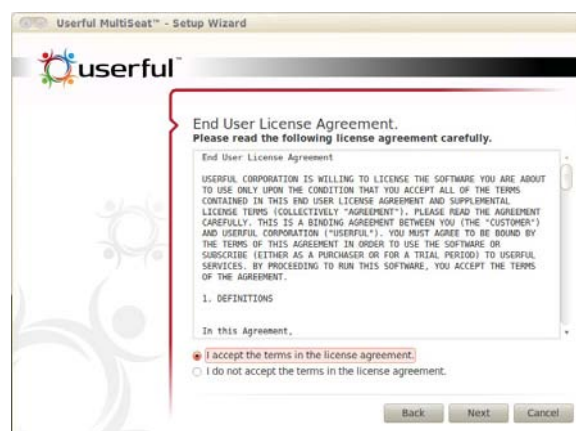 Userful MultiSeat™ - Setup Wizard
userful™
End User License Agreement.
Please read the following license agreement carefully.
End User License Agreement
USERFUL CORPORATION IS WILLING TO LICENSE THE SOFTWARE YOU ARE ABOUT
TO USE ONLY UPON THE CONDITION THAT YOU ACCEPT ALL OF THE TERMS
CONTAINED IN THIS END USER LICENSE AGREEMENT AND SUPPLEMENTAL
LICENSE TERMS (COLLECTIVELY "AGREEMENT"). PLEASE READ THE AGREEMENT
CAREFULLY. THIS IS A BINDING AGREEMENT BETWEEN YOU (THE "CUSTOMER")
AND USERFUL CORPORATION ("USERFUL"). YOU MUST AGREE TO BE BOUND BY
THE TERMS OF THIS AGREEMENT IN ORDER TO USE THE SOFTWARE OR
SUBSCRIBE (EITHER AS A PURCHASER OR FOR A TRIAL PERIOD) TO USERFUL
SERVICES. BY PROCEEDING TO RUN THIS SOFTWARE, YOU ACCEPT THE TERMS
OF THE AGREEMENT.
1. DEFINITIONS
In this Agreement,
I accept the terms in the license agreement.
I do not accept the terms in the license agreement.
Back Next Cancel